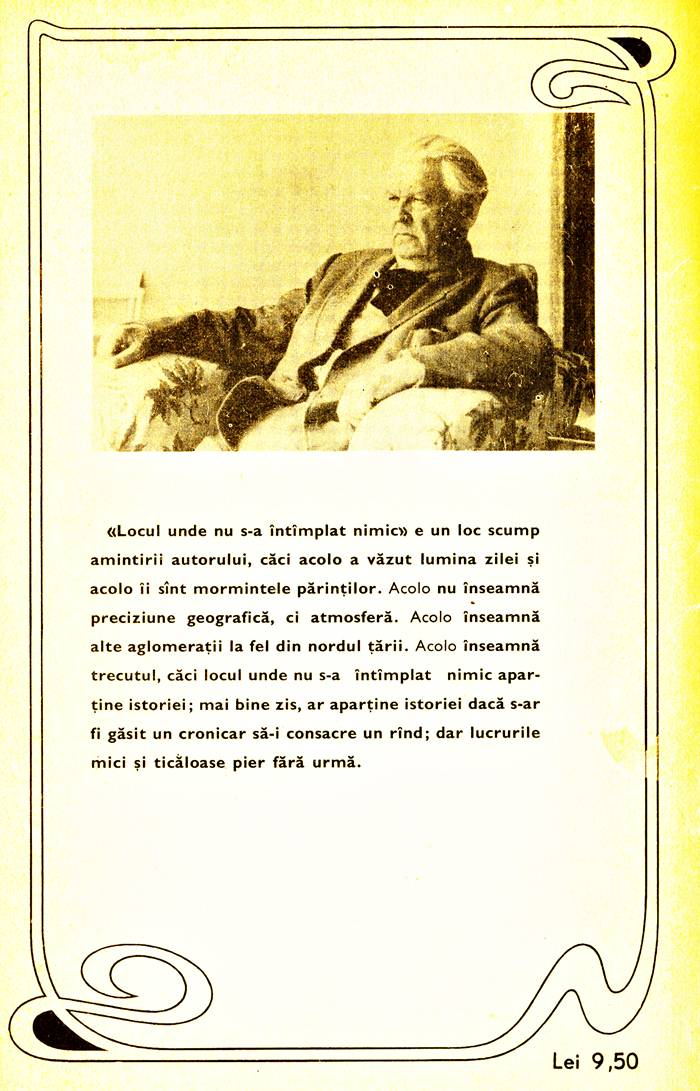 «Locul unde nu s-a întîmplat nimic» e un loc scump
amintirii autorului, căci acolo a văzut lumina zilei și
acolo îi sînt mormintele părinților. Acolo nu înseamnă
preciziune geografică, ci atmosferă. Acolo înseamnă
alte aglomerații la fel din nordul țării. Acolo înseamnă
trecutul, căci locul unde nu s-a întîmplat nimic apar-
ține istoriei; mai bine zis, ar aparține istoriei dacă s-ar
fi găsit un cronicar să-i consacre un rînd; dar lucrurile
mici și ticăloase pier fără urmă.
Lei 9,50